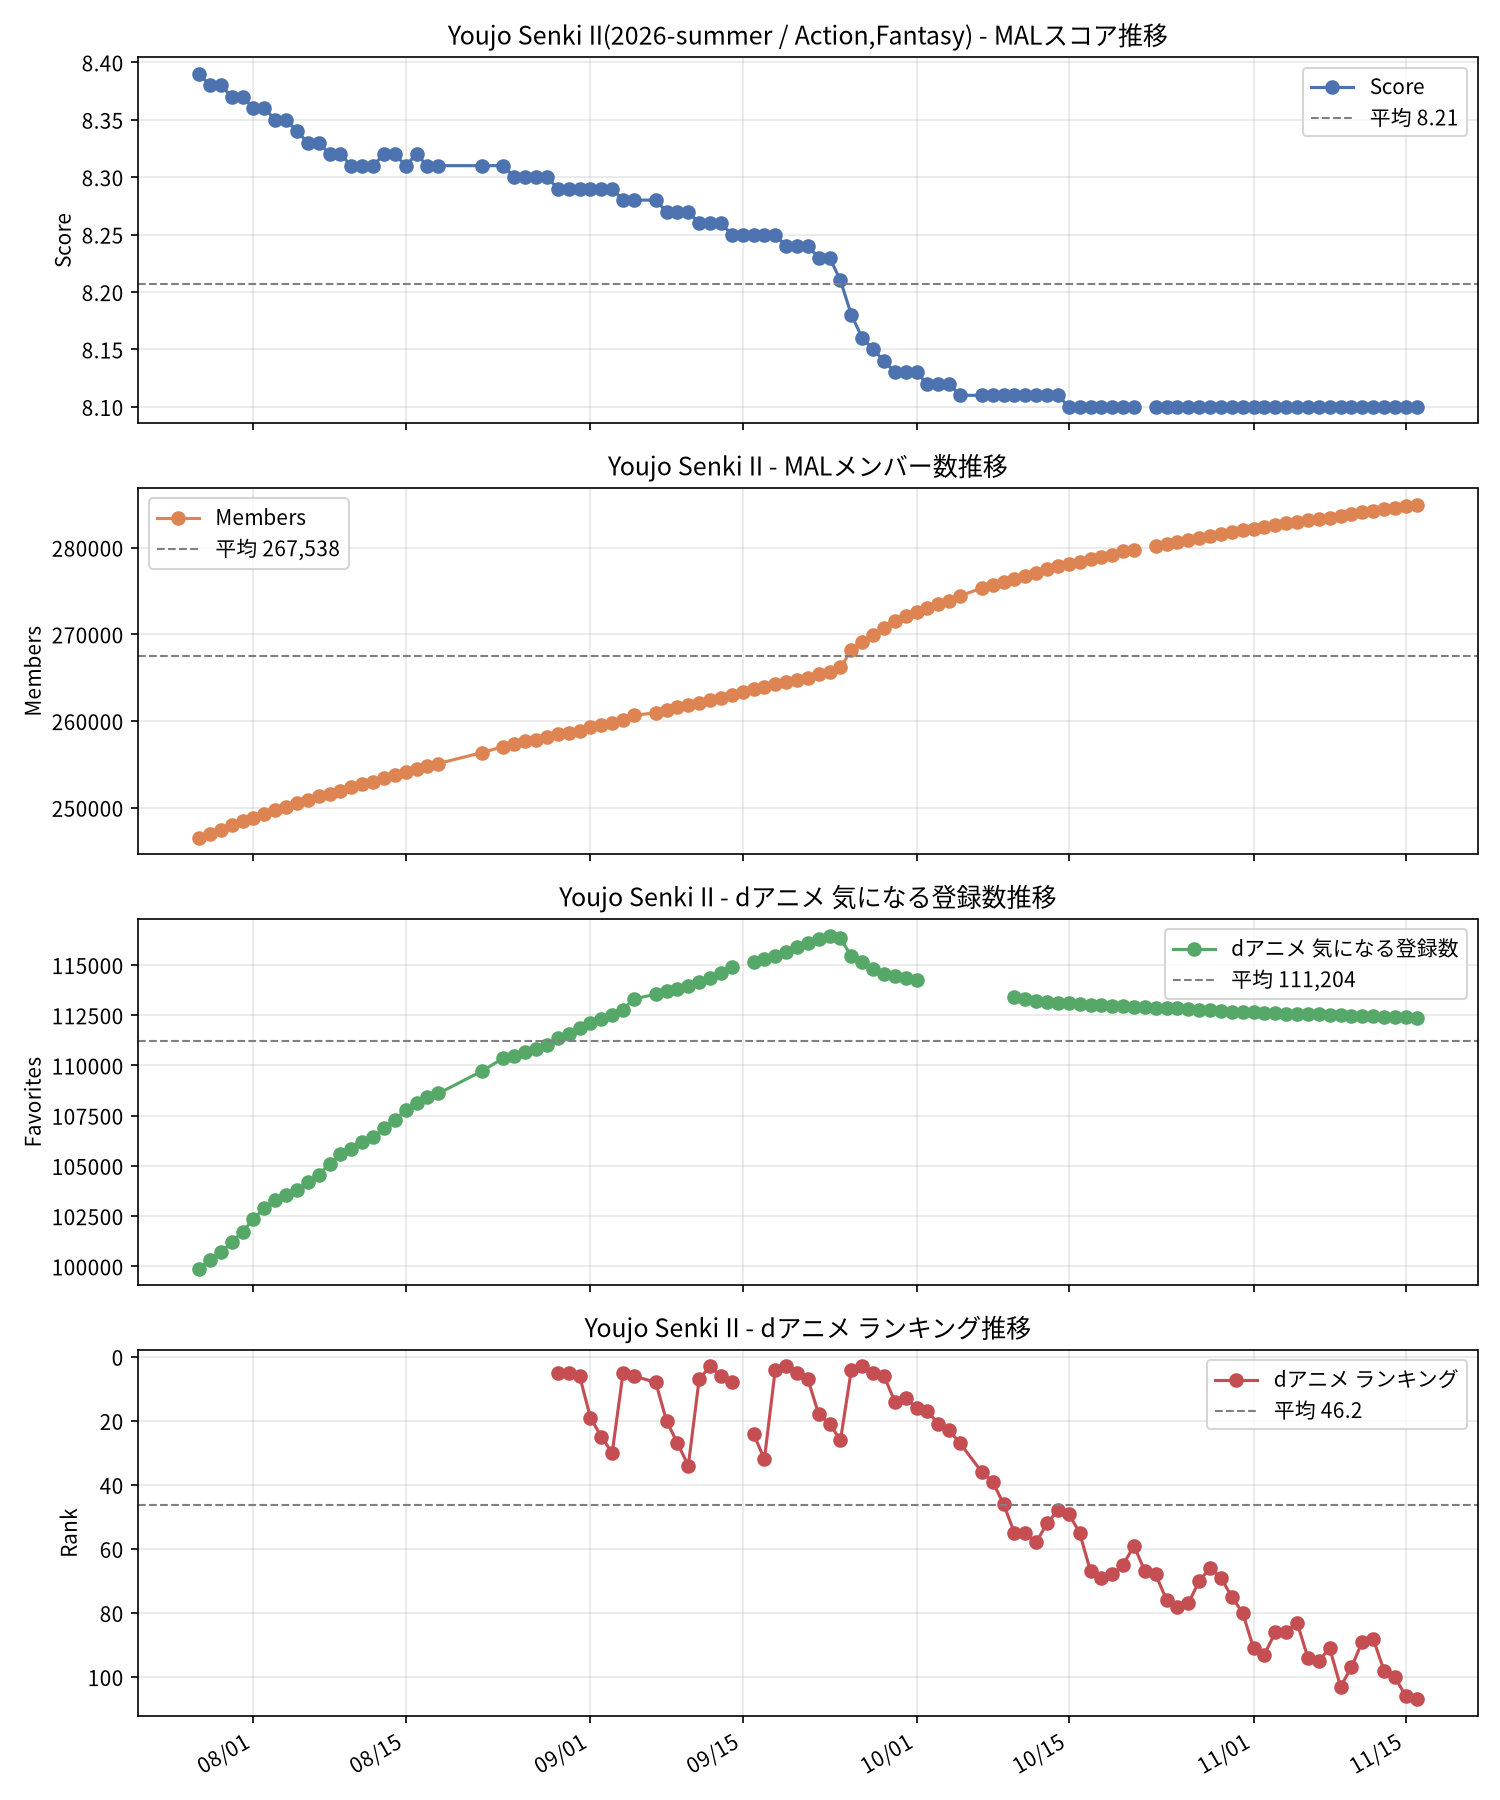 Youjo Senki II(2026-summer / Action,Fantasy) - MALスコア推移
8.40
8.35
8.30
8.25
8.20
8.15
8.10
Score
Score
平均 8.21
Youjo Senki II - MALメンバー数推移
280000
270000
260000
250000
Members
Members
平均 267,538
Youjo Senki II - dアニメ 気になる登録数推移
115000
112500
110000
107500
105000
102500
100000
Favorites
dアニメ 気になる登録数
平均 111,204
Youjo Senki II - dアニメ ランキング推移
0
20
40
60
80
100
Rank
dアニメ ランキング
平均 46.2
08/01
08/15
09/01
09/15
10/01
10/15
11/01
11/15